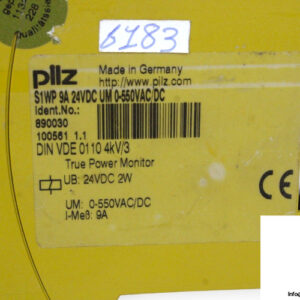 6183
pilz
Made in Germany
http://www.pilz.com
S1WP 9A 24VDC UM 0-550VAC/DC
Ident.No.:
890030
100561 1.1
DIN VDE 0110 4kV/3
True Power Monitor
UB: 24VDC 2W
UM: 0-550VAC/DC
I-Meß: 9A
CE
228